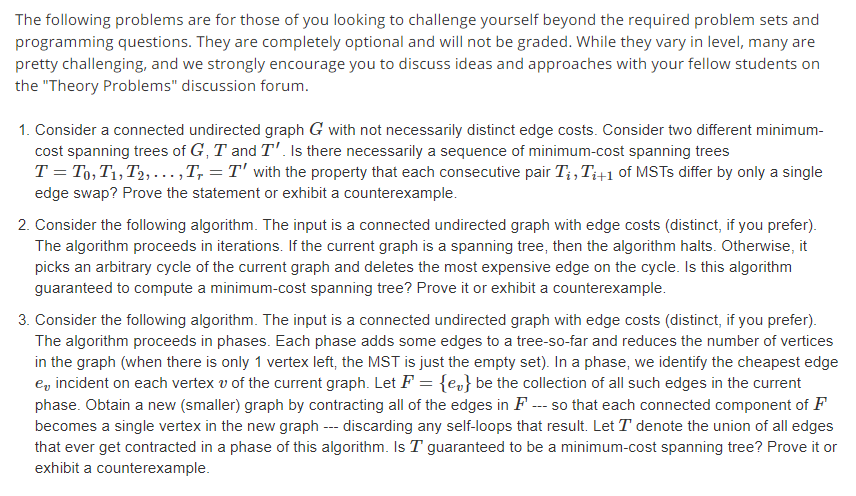 The following problems are for those of you looking to challenge yourself beyond the required problem sets and
programming questions. They are completely optional and will not be graded. While they vary in level, many are
pretty challenging, and we strongly encourage you to discuss ideas and approaches with your fellow students on
the "Theory Problems" discussion forum.
1. Consider a connected undirected graph G with not necessarily distinct edge costs. Consider two different minimum-
cost spanning trees of G, T and T′. Is there necessarily a sequence of minimum-cost spanning trees
T = T₀, T₁, T₂, . . . , Tᵣ = T′ with the property that each consecutive pair Tᵢ, Tᵢ₊₁ of MSTs differ by only a single
edge swap? Prove the statement or exhibit a counterexample.
2. Consider the following algorithm. The input is a connected undirected graph with edge costs (distinct, if you prefer).
The algorithm proceeds in iterations. If the current graph is a spanning tree, then the algorithm halts. Otherwise, it
picks an arbitrary cycle of the current graph and deletes the most expensive edge on the cycle. Is this algorithm
guaranteed to compute a minimum-cost spanning tree? Prove it or exhibit a counterexample.
3. Consider the following algorithm. The input is a connected undirected graph with edge costs (distinct, if you prefer).
The algorithm proceeds in phases. Each phase adds some edges to a tree-so-far and reduces the number of vertices
in the graph (when there is only 1 vertex left, the MST is just the empty set). In a phase, we identify the cheapest edge
eᵥ incident on each vertex v of the current graph. Let F = {eᵥ} be the collection of all such edges in the current
phase. Obtain a new (smaller) graph by contracting all of the edges in F --- so that each connected component of F
becomes a single vertex in the new graph --- discarding any self-loops that result. Let T denote the union of all edges
that ever get contracted in a phase of this algorithm. Is T guaranteed to be a minimum-cost spanning tree? Prove it or
exhibit a counterexample.